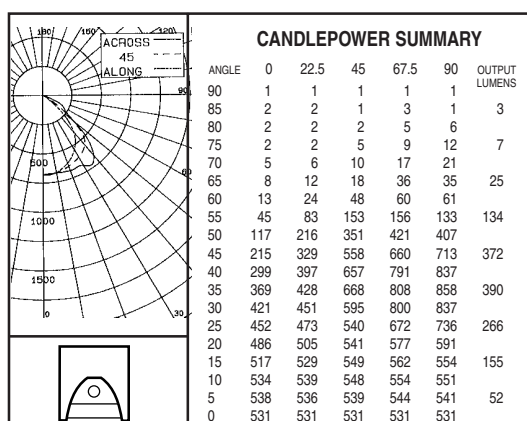 180
150
120
ACROSS
45
ALONG
90
500
60
1000
1500
0
30
CANDLEPOWER SUMMARY
ANGLE 0 22.5 45 67.5 90 OUTPUT LUMENS
90 1 1 1 1 1
85 2 2 1 3 1 3
80 2 2 2 5 6
75 2 2 5 9 12 7
70 5 6 10 17 21
65 8 12 18 36 35 25
60 13 24 48 60 61
55 45 83 153 156 133 134
50 117 216 351 421 407
45 215 329 558 660 713 372
40 299 397 657 791 837
35 369 428 668 808 858 390
30 421 451 595 800 837
25 452 473 540 672 736 266
20 486 505 541 577 591
15 517 529 549 562 554 155
10 534 539 548 554 551
5 538 536 539 544 541 52
0 531 531 531 531 531